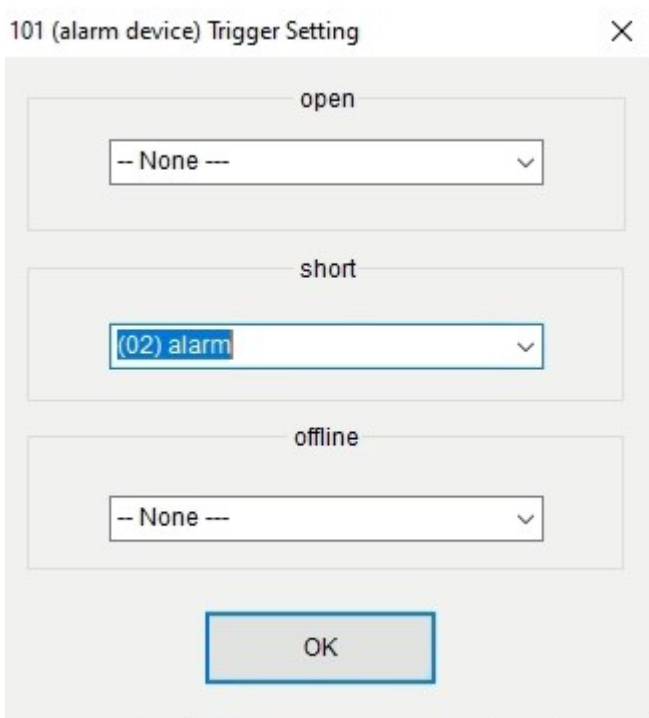 101 (alarm device) Trigger Setting
open
-- None ---
short
(02) alarm
offline
-- None ---
OK